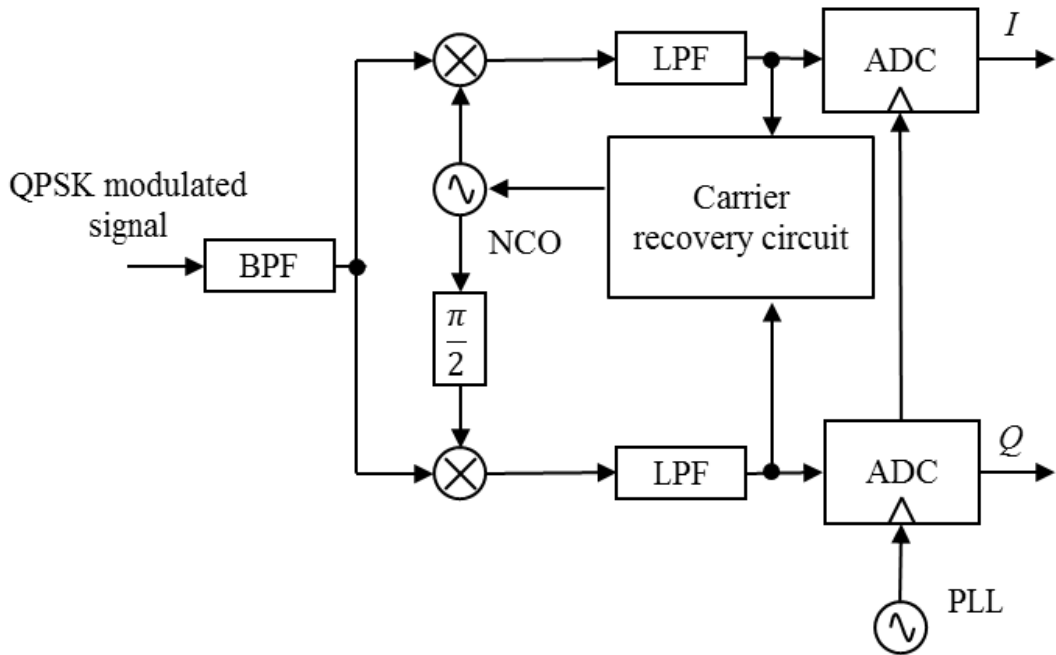 I
LPF
ADC
QPSK modulated
signal
Carrier
recovery circuit
NCO
BPF
π
2
Q
LPF
ADC
PLL